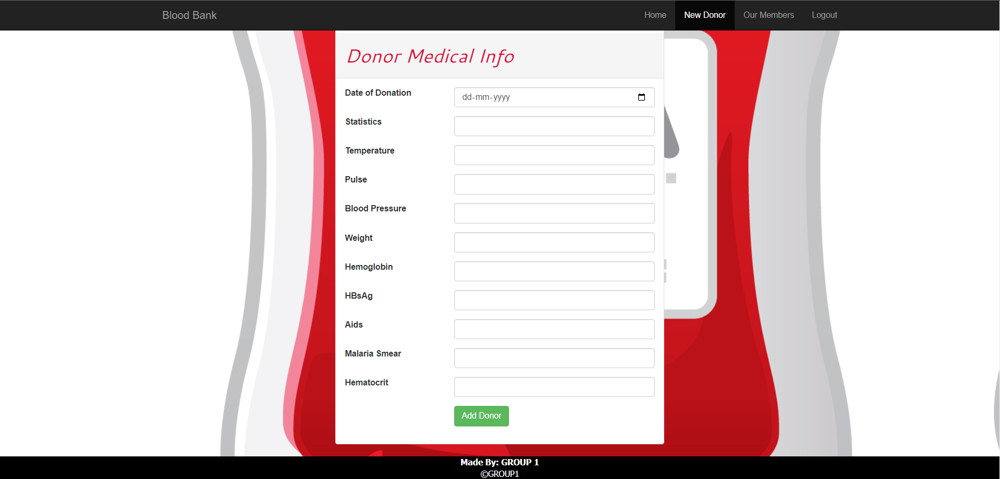 Blood Bank Home New Donor Our Members Logout
Donor Medical Info
Date of Donation dd-mm-yyyy
Statistics
Temperature
Pulse
Blood Pressure
Weight
Hemoglobin
HBsAg
Aids
Malaria Smear
Hematocrit
Add Donor
Made By: GROUP 1
©GROUP1